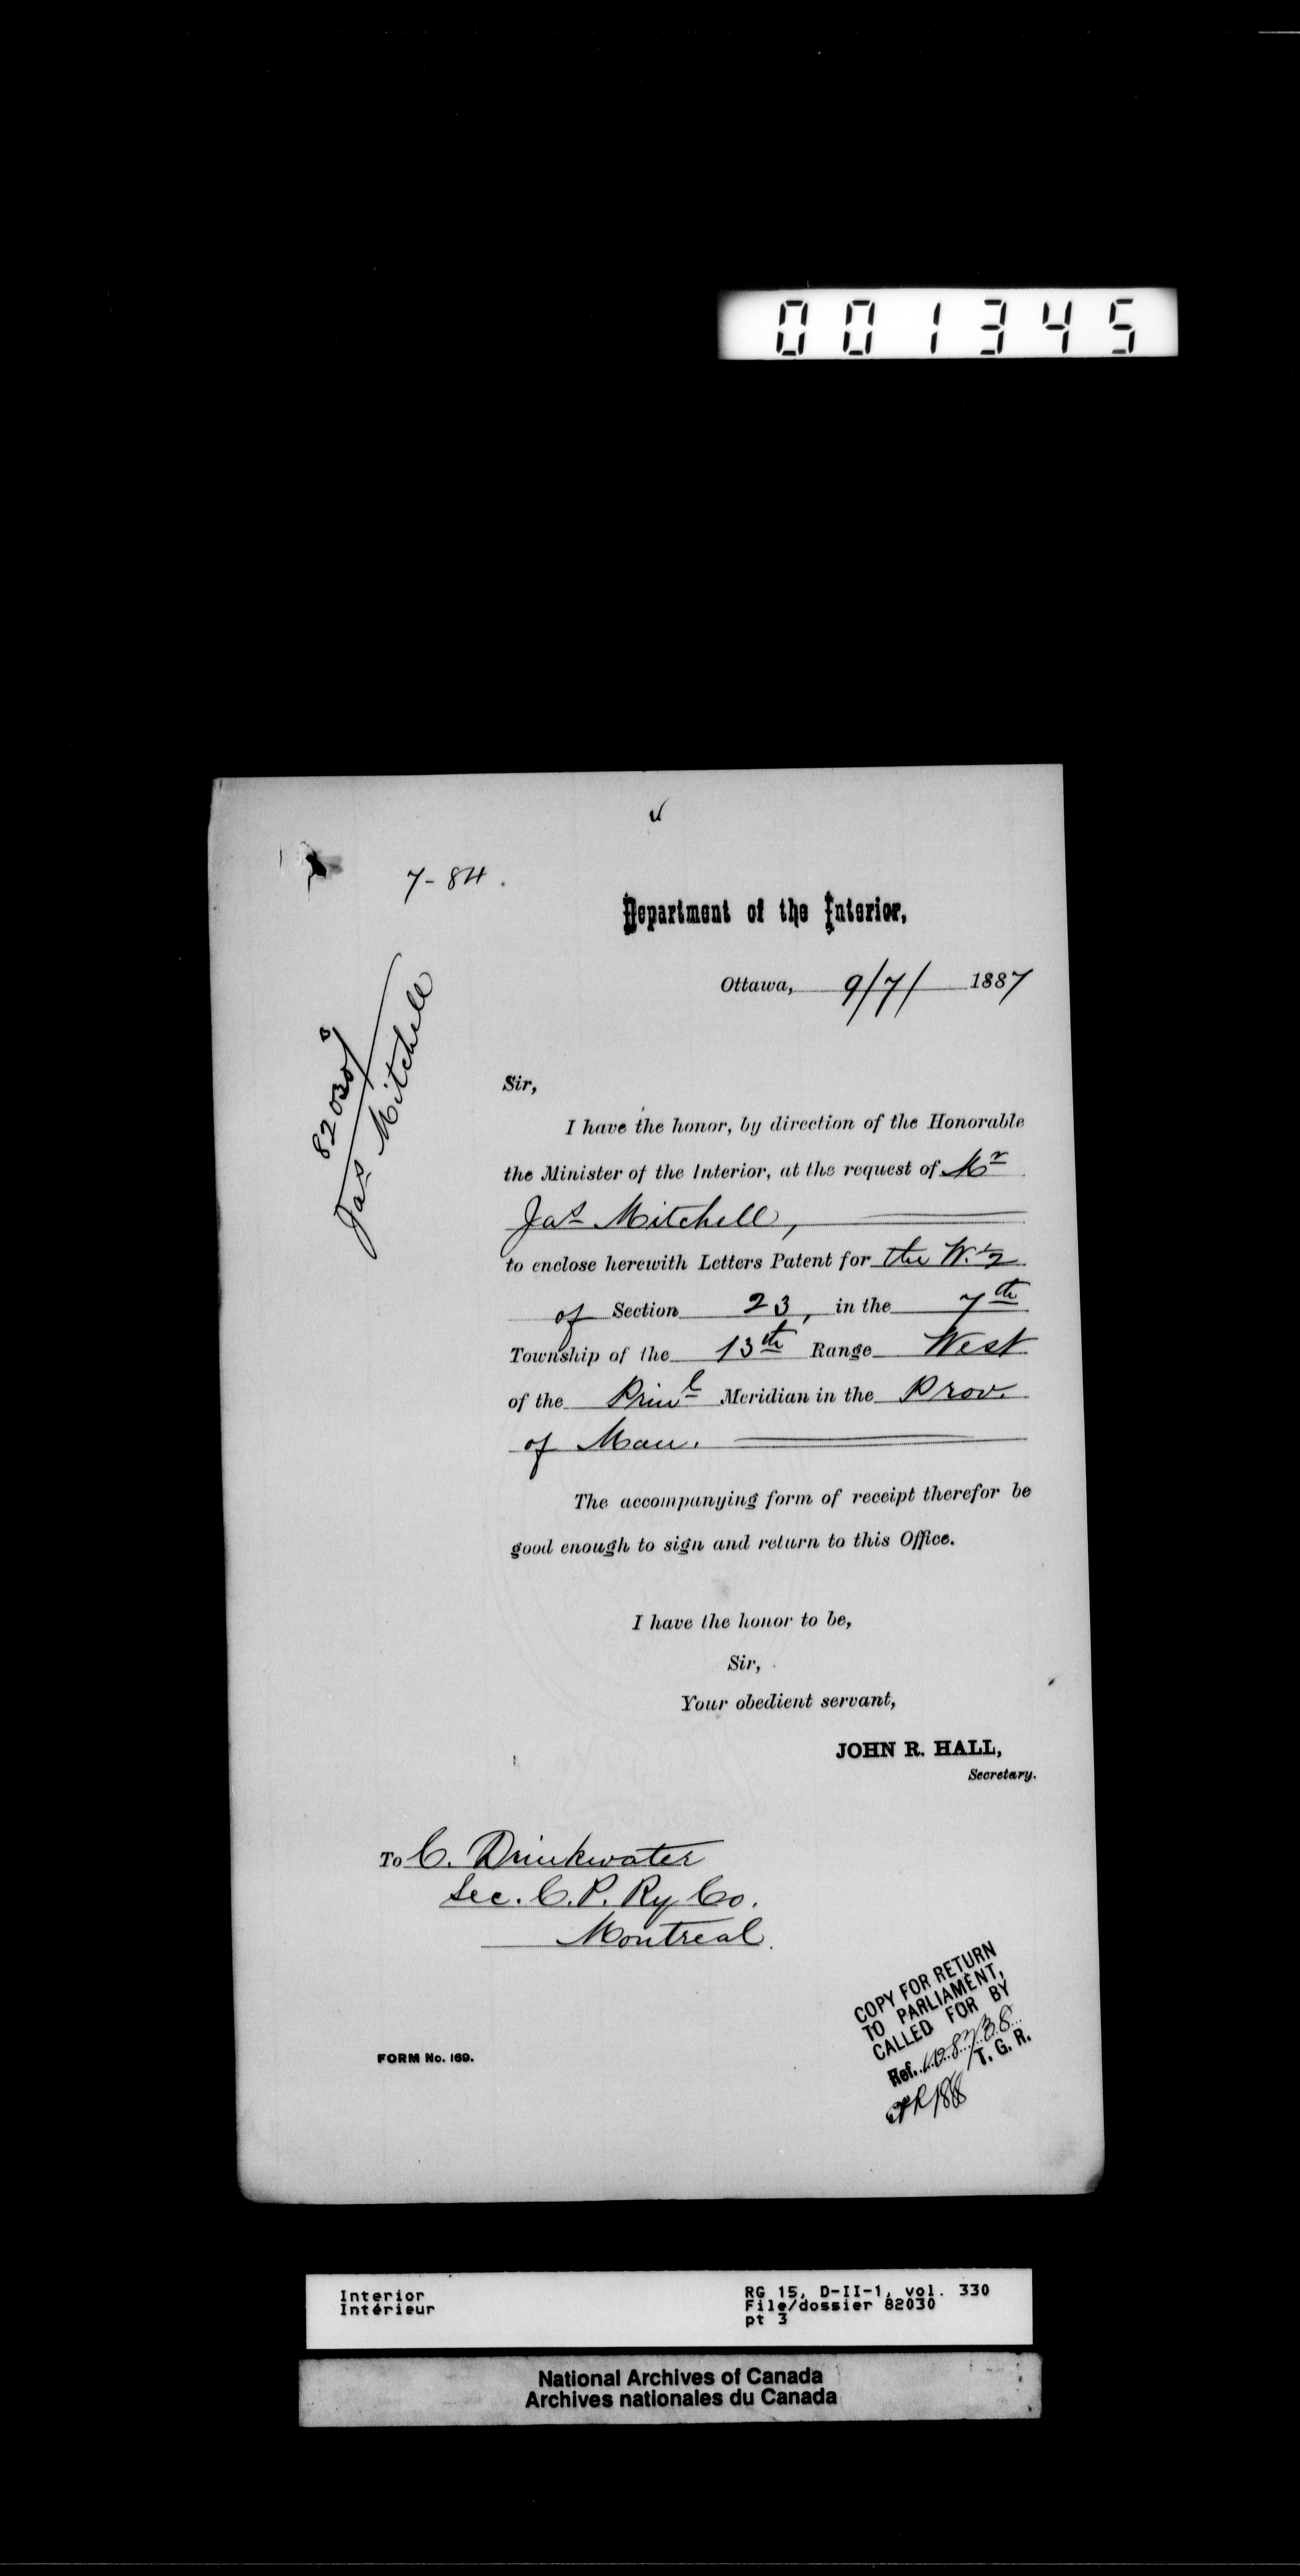 001345
7-84.
Department of the Interior,
Ottawa, 9/7/ 1887
82030 B
Jas Mitchell
Sir,
I have the honor, by direction of the Honorable
the Minister of the Interior, at the request of Mr
Jas Mitchell,
to enclose herewith Letters Patent for the W. ½
of Section 23, in the 7th
Township of the 13th Range West
of the Prinl Meridian in the Prov.
of Man.
The accompanying form of receipt therefor be
good enough to sign and return to this Office.
I have the honor to be,
Sir,
Your obedient servant,
JOHN R. HALL,
Secretary.
To C. Drinkwater
Sec. C. P. Ry Co.
Montreal.
COPY FOR RETURN
TO PARLIAMENT,
CALLED FOR BY
Ref.
T. G. R.
FORM No. 169.
Interior
Intérieur
RG 15, D-II-1, vol. 330
File/dossier 82030
pt 3
National Archives of Canada
Archives nationales du Canada